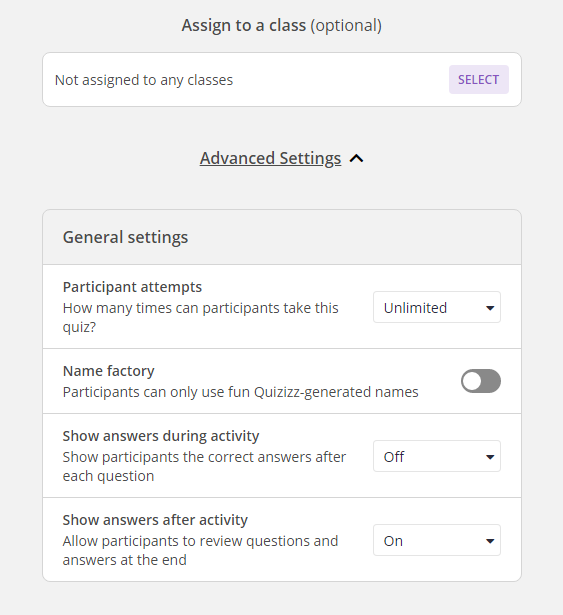 Assign to a class (optional)
Not assigned to any classes
SELECT
Advanced Settings
General settings
Participant attempts
How many times can participants take this
quiz?
Unlimited
Name factory
Participants can only use fun Quizizz-generated names
Show answers during activity
Show participants the correct answers after
each question
Off
Show answers after activity
Allow participants to review questions and
answers at the end
On